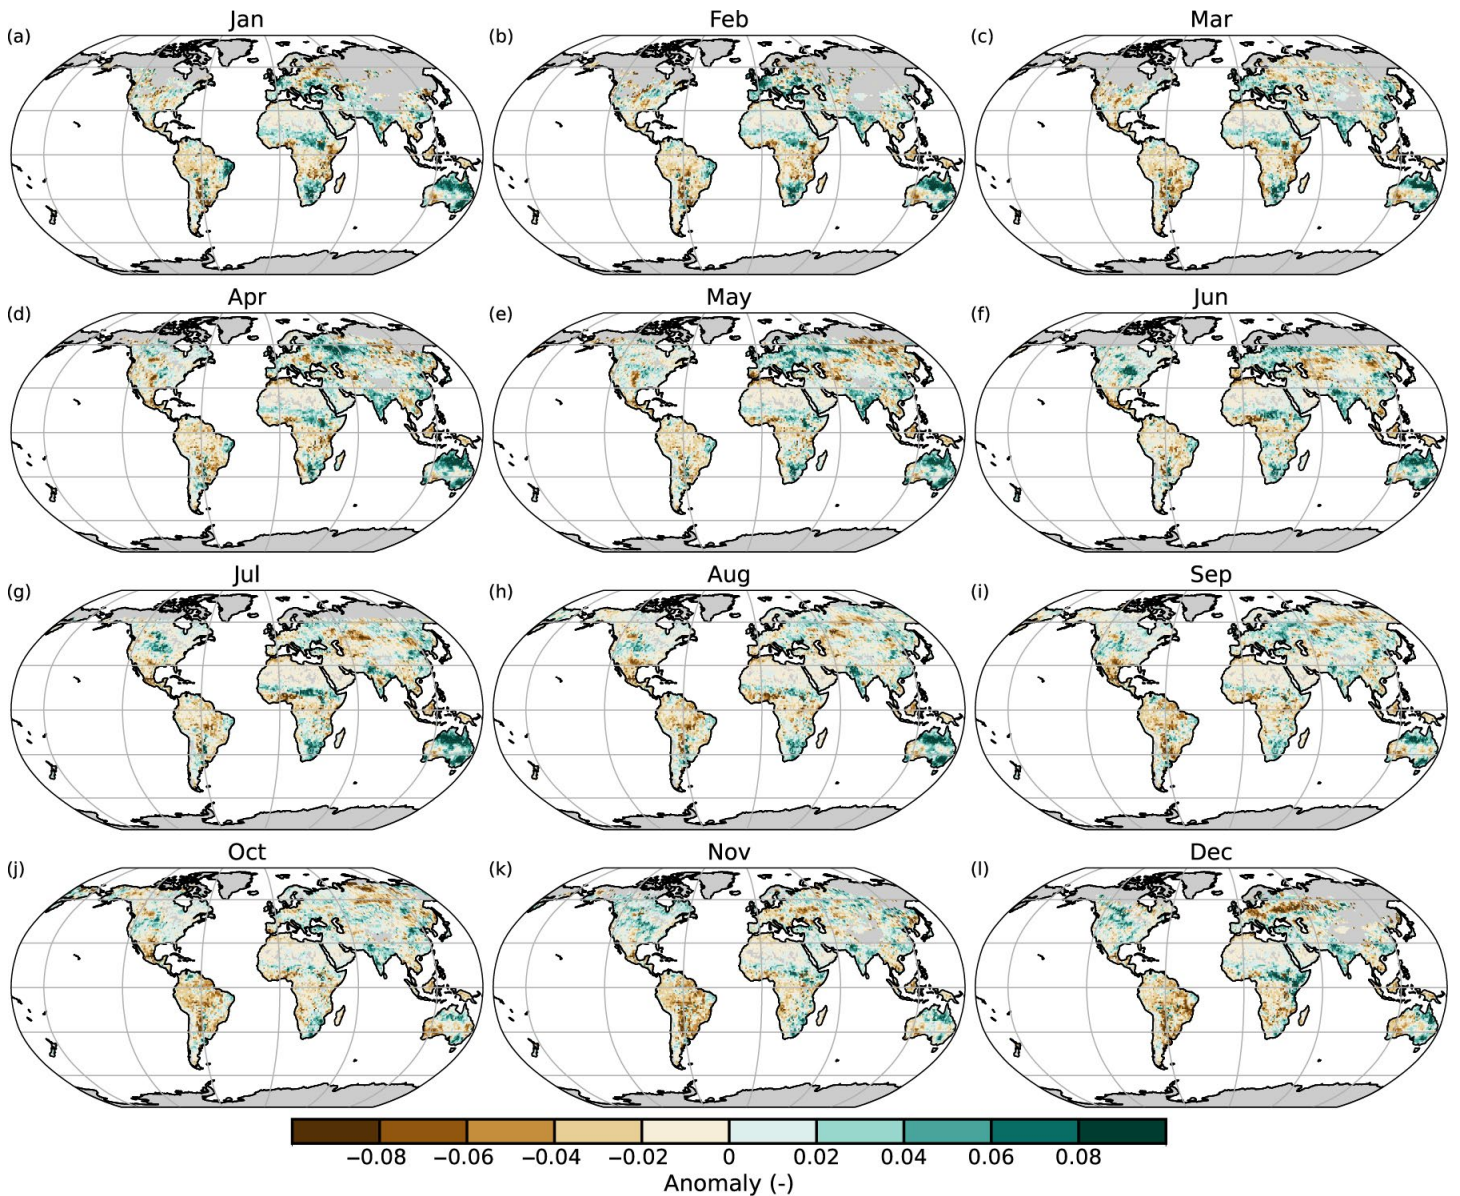 Jan Feb Mar
(a) (b) (c)
Apr May Jun
(d) (e) (f)
Jul Aug Sep
(g) (h) (i)
Oct Nov Dec
(j) (k) (l)
−0.08 −0.06 −0.04 −0.02 0 0.02 0.04 0.06 0.08
Anomaly (-)